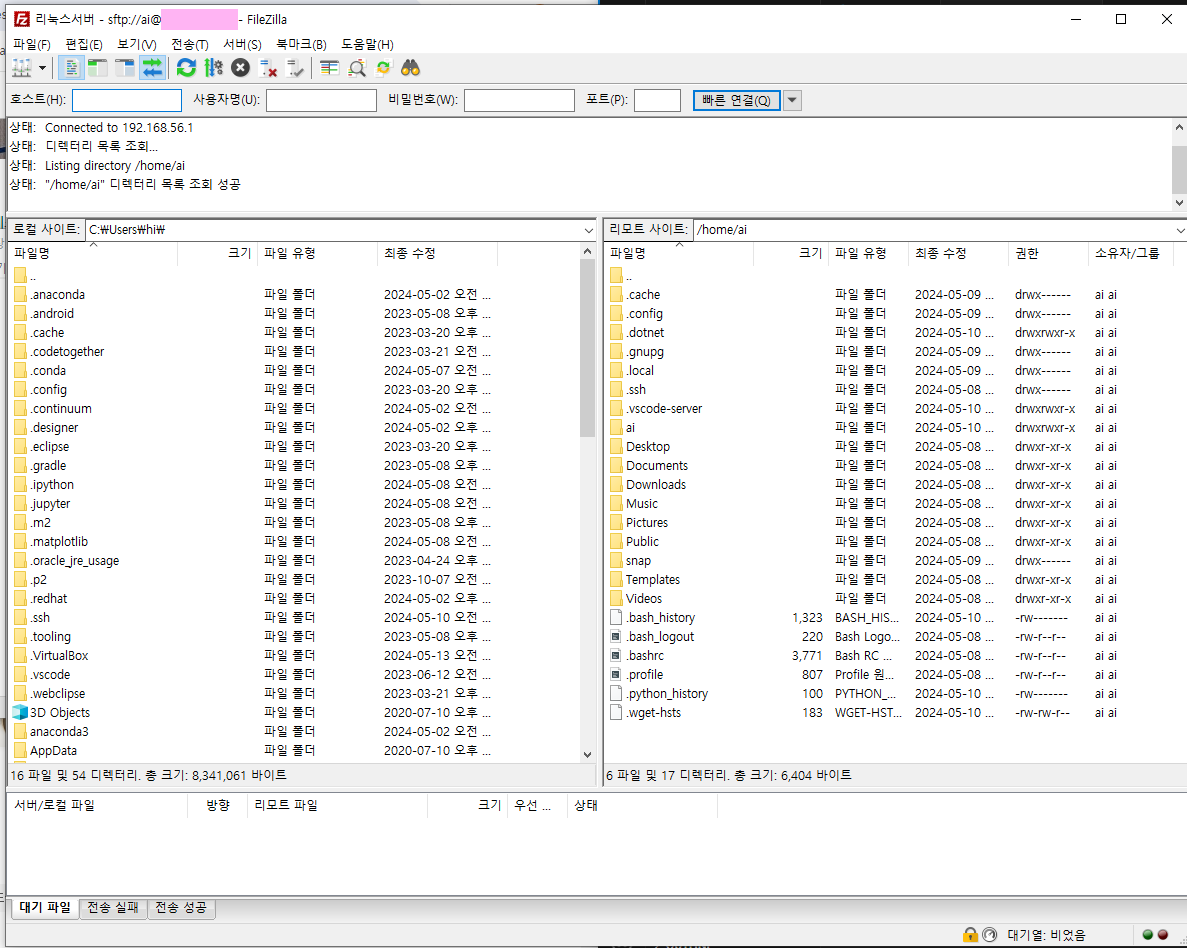 리눅스서버 - sftp://ai@ - FileZilla
파일(F) 편집(E) 보기(V) 전송(T) 서버(S) 북마크(B) 도움말(H)
호스트(H): 사용자명(U): 비밀번호(W): 포트(P): 빠른 연결(Q)
상태: Connected to 192.168.56.1
상태: 디렉터리 목록 조회...
상태: Listing directory /home/ai
상태: "/home/ai" 디렉터리 목록 조회 성공
로컬 사이트: C:₩Users₩hi₩
파일명 크기 파일 유형 최종 수정
..
.anaconda 파일 폴더 2024-05-02 오전 ...
.android 파일 폴더 2023-05-08 오후 ...
.cache 파일 폴더 2023-03-20 오후 ...
.codetogether 파일 폴더 2023-03-21 오전 ...
.conda 파일 폴더 2024-05-07 오전 ...
.config 파일 폴더 2023-03-20 오후 ...
.continuum 파일 폴더 2024-05-02 오전 ...
.designer 파일 폴더 2024-05-02 오후 ...
.eclipse 파일 폴더 2023-03-20 오후 ...
.gradle 파일 폴더 2023-05-08 오후 ...
.ipython 파일 폴더 2024-05-08 오전 ...
.jupyter 파일 폴더 2024-05-08 오전 ...
.m2 파일 폴더 2023-05-08 오후 ...
.matplotlib 파일 폴더 2024-05-08 오전 ...
.oracle_jre_usage 파일 폴더 2023-04-24 오후 ...
.p2 파일 폴더 2023-10-07 오전 ...
.redhat 파일 폴더 2024-05-02 오후 ...
.ssh 파일 폴더 2024-05-10 오전 ...
.tooling 파일 폴더 2023-05-08 오후 ...
.VirtualBox 파일 폴더 2024-05-13 오전 ...
.vscode 파일 폴더 2023-06-12 오전 ...
.webclipse 파일 폴더 2023-03-21 오후 ...
3D Objects 파일 폴더 2020-07-10 오후 ...
anaconda3 파일 폴더 2024-05-02 오전 ...
AppData 파일 폴더 2020-07-10 오후 ...
16 파일 및 54 디렉터리. 총 크기: 8,341,061 바이트
리모트 사이트: /home/ai
파일명 크기 파일 유형 최종 수정 권한 소유자/그룹
..
.cache 파일 폴더 2024-05-09 ... drwx------ ai ai
.config 파일 폴더 2024-05-09 ... drwx------ ai ai
.dotnet 파일 폴더 2024-05-10 ... drwxrwxr-x ai ai
.gnupg 파일 폴더 2024-05-09 ... drwx------ ai ai
.local 파일 폴더 2024-05-09 ... drwx------ ai ai
.ssh 파일 폴더 2024-05-08 ... drwx------ ai ai
.vscode-server 파일 폴더 2024-05-10 ... drwxrwxr-x ai ai
ai 파일 폴더 2024-05-10 ... drwxrwxr-x ai ai
Desktop 파일 폴더 2024-05-08 ... drwxr-xr-x ai ai
Documents 파일 폴더 2024-05-08 ... drwxr-xr-x ai ai
Downloads 파일 폴더 2024-05-08 ... drwxr-xr-x ai ai
Music 파일 폴더 2024-05-08 ... drwxr-xr-x ai ai
Pictures 파일 폴더 2024-05-08 ... drwxr-xr-x ai ai
Public 파일 폴더 2024-05-08 ... drwxr-xr-x ai ai
snap 파일 폴더 2024-05-08 ... drwx------ ai ai
Templates 파일 폴더 2024-05-08 ... drwxr-xr-x ai ai
Videos 파일 폴더 2024-05-08 ... drwxr-xr-x ai ai
.bash_history 1,323 BASH_HIS... 2024-05-10 ... -rw------- ai ai
.bash_logout 220 Bash Logo... 2024-05-08 ... -rw-r--r-- ai ai
.bashrc 3,771 Bash RC ... 2024-05-08 ... -rw-r--r-- ai ai
.profile 807 Profile 원... 2024-05-08 ... -rw-r--r-- ai ai
.python_history 100 PYTHON_... 2024-05-10 ... -rw------- ai ai
.wget-hsts 183 WGET-HST... 2024-05-10 ... -rw-rw-r-- ai ai
6 파일 및 17 디렉터리. 총 크기: 6,404 바이트
서버/로컬 파일 방향 리모트 파일 크기 우선 ... 상태
대기 파일 전송 실패 전송 성공
대기열: 비었음